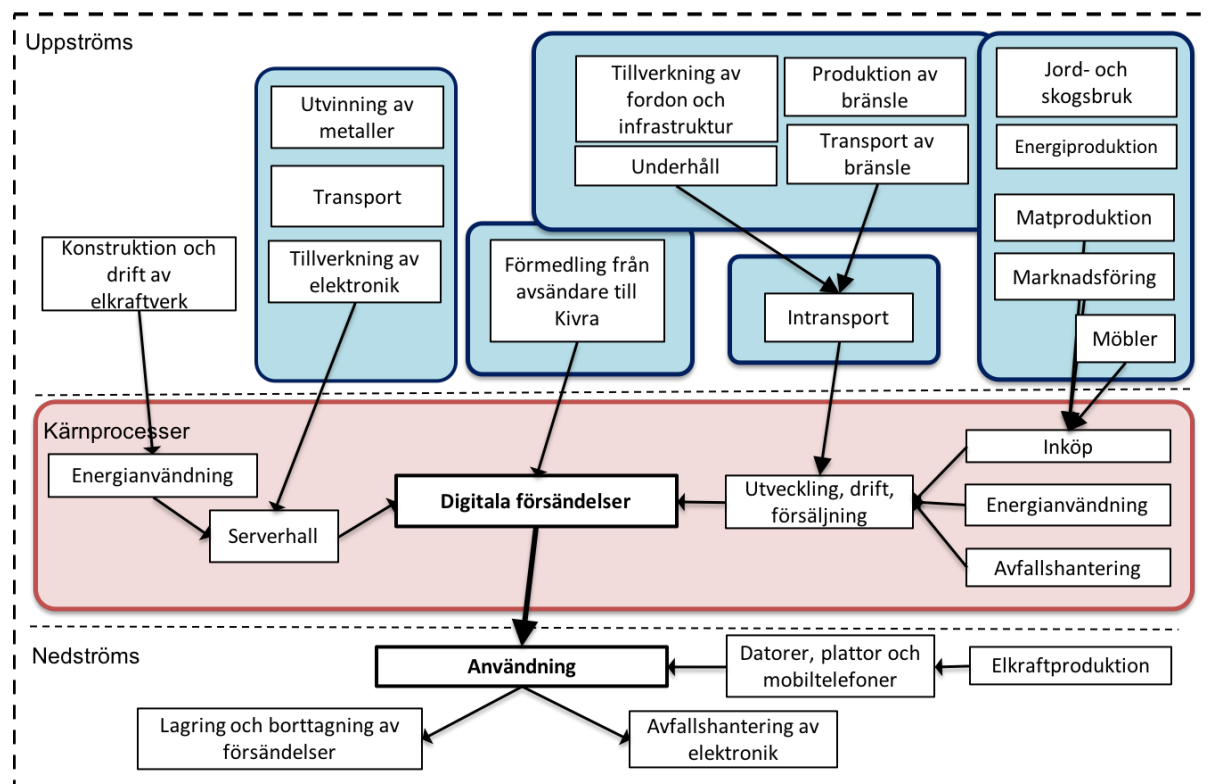 Uppströms
Utvinning av
metaller
Transport
Tillverkning av
elektronik
Konstruktion och
drift av
elkraftverk
Förmedling från
avsändare till
Kivra
Tillverkning av
fordon och
infrastruktur
Underhåll
Produktion av
bränsle
Transport av
bränsle
Intransport
Jord- och
skogsbruk
Energiproduktion
Matproduktion
Marknadsföring
Möbler
Kärnprocesser
Energianvändning
Serverhall
Digitala försändelser
Utveckling, drift,
försäljning
Inköp
Energianvändning
Avfallshantering
Nedströms
Användning
Datorer, plattor och
mobiltelefoner
Elkraftproduktion
Lagring och borttagning av
försändelser
Avfallshantering av
elektronik